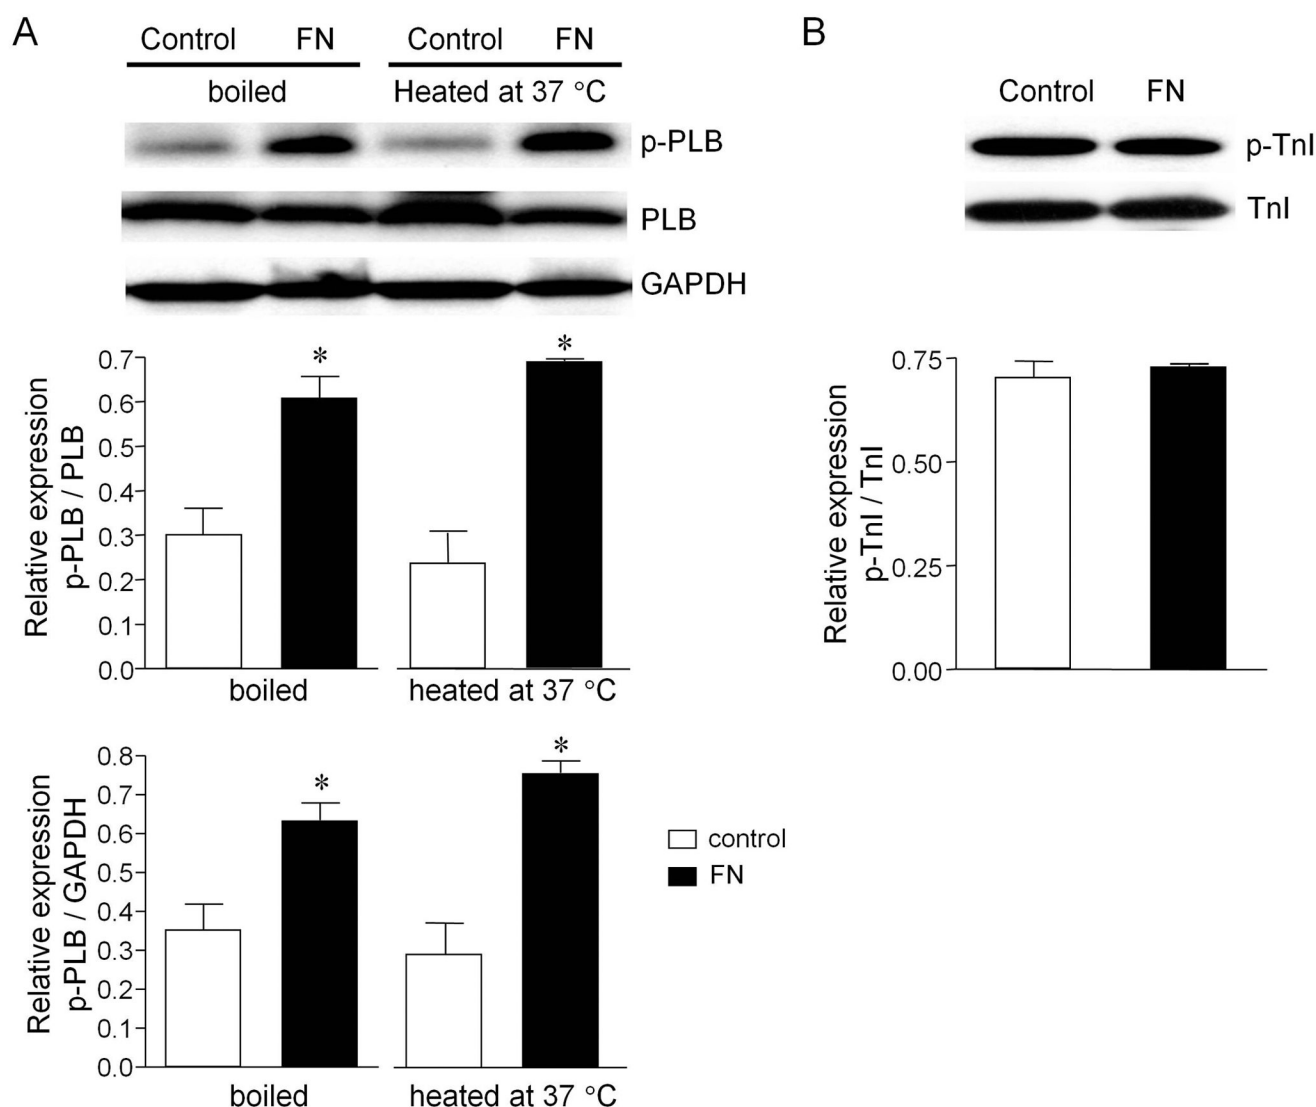 A
Control FN Control FN
boiled Heated at 37 °C
p-PLB
PLB
GAPDH
Relative expression
p-PLB / PLB
0.7
0.6
0.5
0.4
0.3
0.2
0.1
0.0
* *
boiled heated at 37 °C
Relative expression
p-PLB / GAPDH
0.8
0.7
0.6
0.5
0.4
0.3
0.2
0.1
0.0
* *
boiled heated at 37 °C
control
FN
B
Control FN
p-TnI
TnI
Relative expression
p-TnI / TnI
0.75
0.50
0.25
0.00